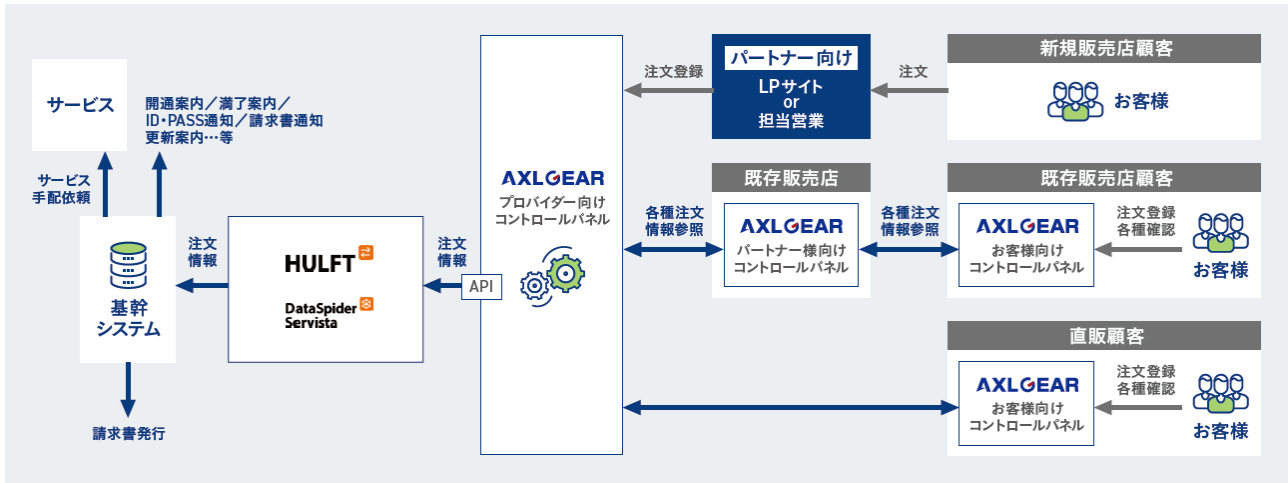 サービス
開通案内／満了案内／
ID・PASS通知／請求書通知
更新案内…等
サービス
手配依頼
基幹
システム
請求書発行
注文
情報
HULFT
DataSpider
Servista
注文
情報
API
AXLGEAR
プロバイダー向け
コントロールパネル
注文登録
パートナー向け
LPサイト
or
担当営業
注文
新規販売店顧客
お客様
各種注文
情報参照
既存販売店
AXLGEAR
パートナー様向け
コントロールパネル
各種注文
情報参照
既存販売店顧客
AXLGEAR
お客様向け
コントロールパネル
注文登録
各種確認
お客様
直販顧客
AXLGEAR
お客様向け
コントロールパネル
注文登録
各種確認
お客様